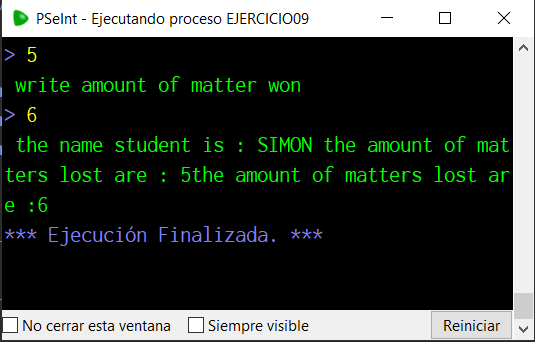 PSeInt - Ejecutando proceso EJERCICIO09
> 5
write amount of matter won
> 6
the name student is : SIMON the amount of mat
ters lost are : 5the amount of matters lost ar
e :6
*** Ejecución Finalizada. ***
No cerrar esta ventana Siempre visible Reiniciar